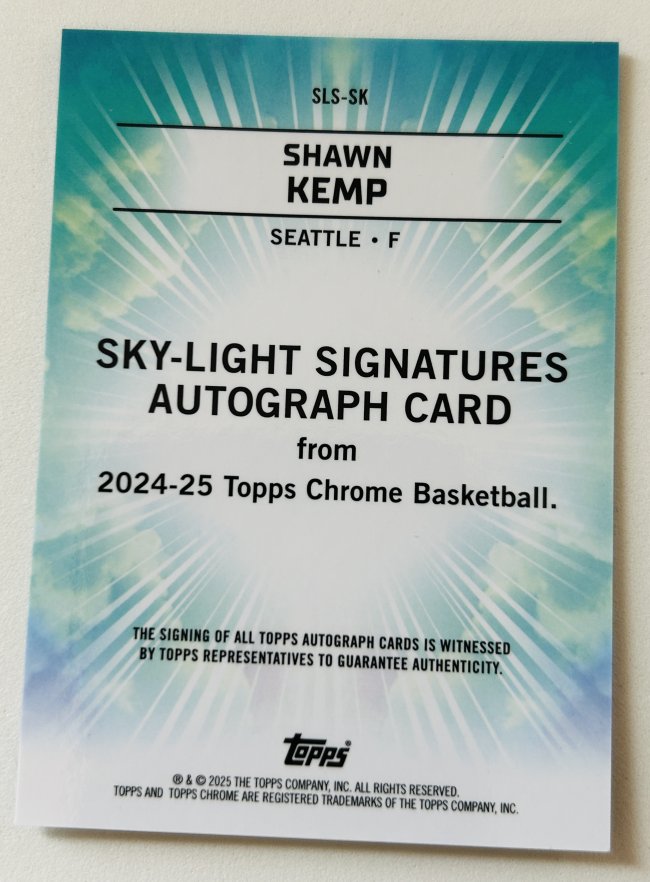 SLS-SK
SHAWN
KEMP
SEATTLE • F
SKY-LIGHT SIGNATURES
AUTOGRAPH CARD
from
2024-25 Topps Chrome Basketball.
THE SIGNING OF ALL TOPPS AUTOGRAPH CARDS IS WITNESSED
BY TOPPS REPRESENTATIVES TO GUARANTEE AUTHENTICITY.
topps®
® & © 2025 THE TOPPS COMPANY, INC. ALL RIGHTS RESERVED.
TOPPS AND TOPPS CHROME ARE REGISTERED TRADEMARKS OF THE TOPPS COMPANY, INC.